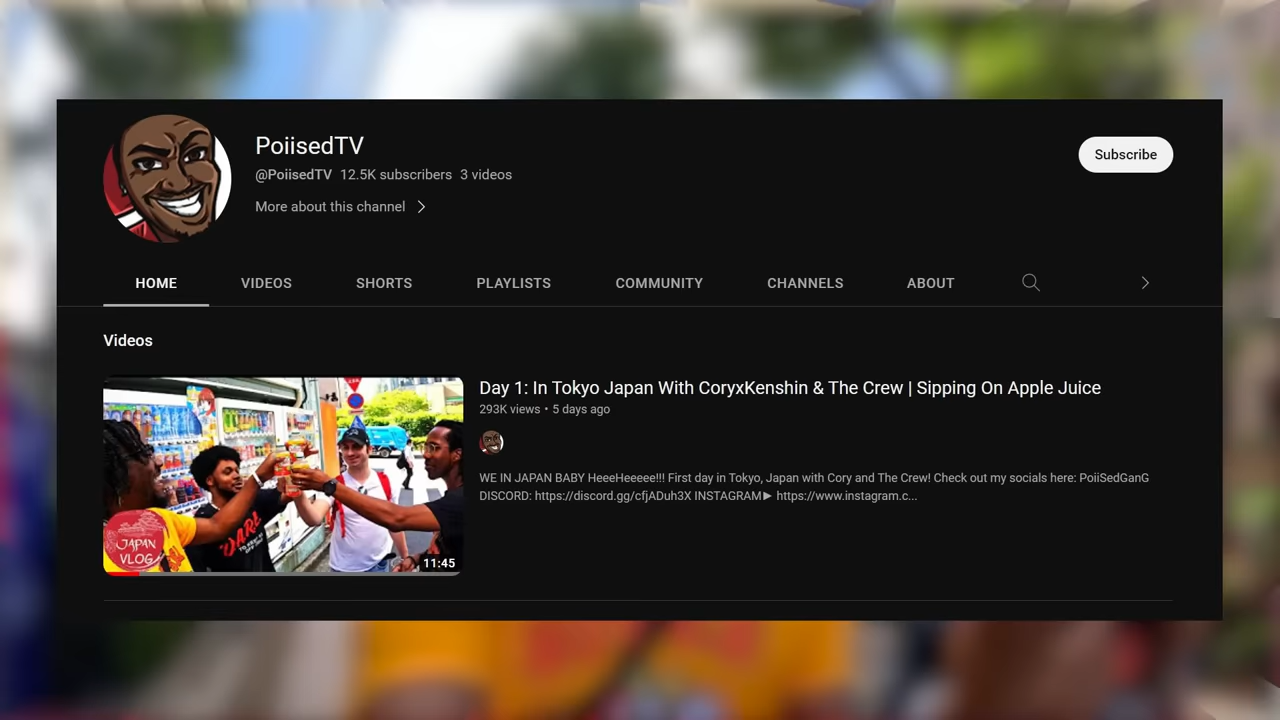 PoiisedTV
@PoiisedTV 12.5K subscribers 3 videos
More about this channel
Subscribe
HOME VIDEOS SHORTS PLAYLISTS COMMUNITY CHANNELS ABOUT
Videos
Day 1: In Tokyo Japan With CoryxKenshin & The Crew | Sipping On Apple Juice
293K views • 5 days ago
WE IN JAPAN BABY HeeeHeeeee!!! First day in Tokyo, Japan with Cory and The Crew! Check out my socials here: PoiiSedGanG
DISCORD: https://discord.gg/cfjADuh3X INSTAGRAM► https://www.instagram.c...
JAPAN
VLOG
11:45